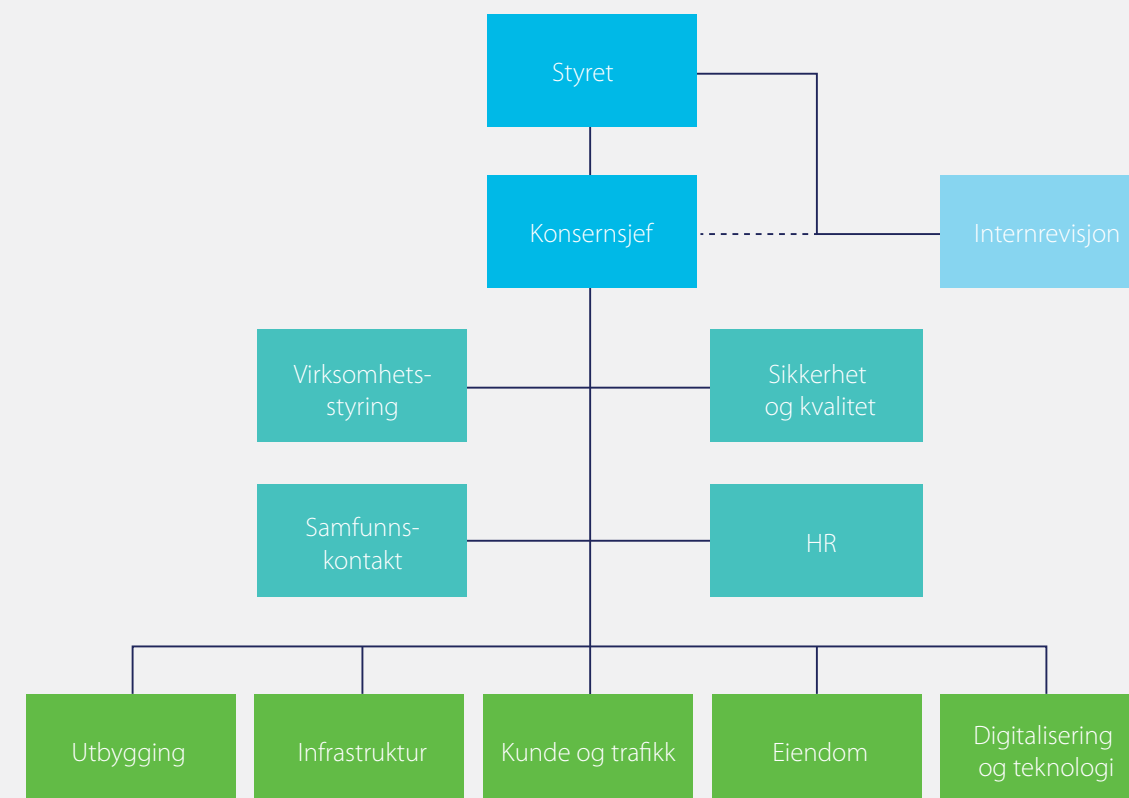 Styret
Konsernsjef
Internrevisjon
Virksomhets-
styring
Sikkerhet
og kvalitet
Samfunns-
kontakt
HR
Utbygging
Infrastruktur
Kunde og trafikk
Eiendom
Digitalisering
og teknologi